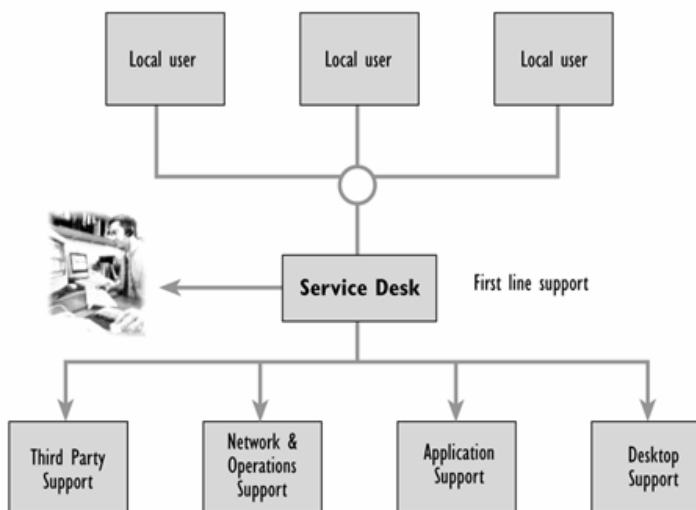 Local user
Local user
Local user
Service Desk
First line support
Third Party
Support
Network &
Operations
Support
Application
Support
Desktop
Support